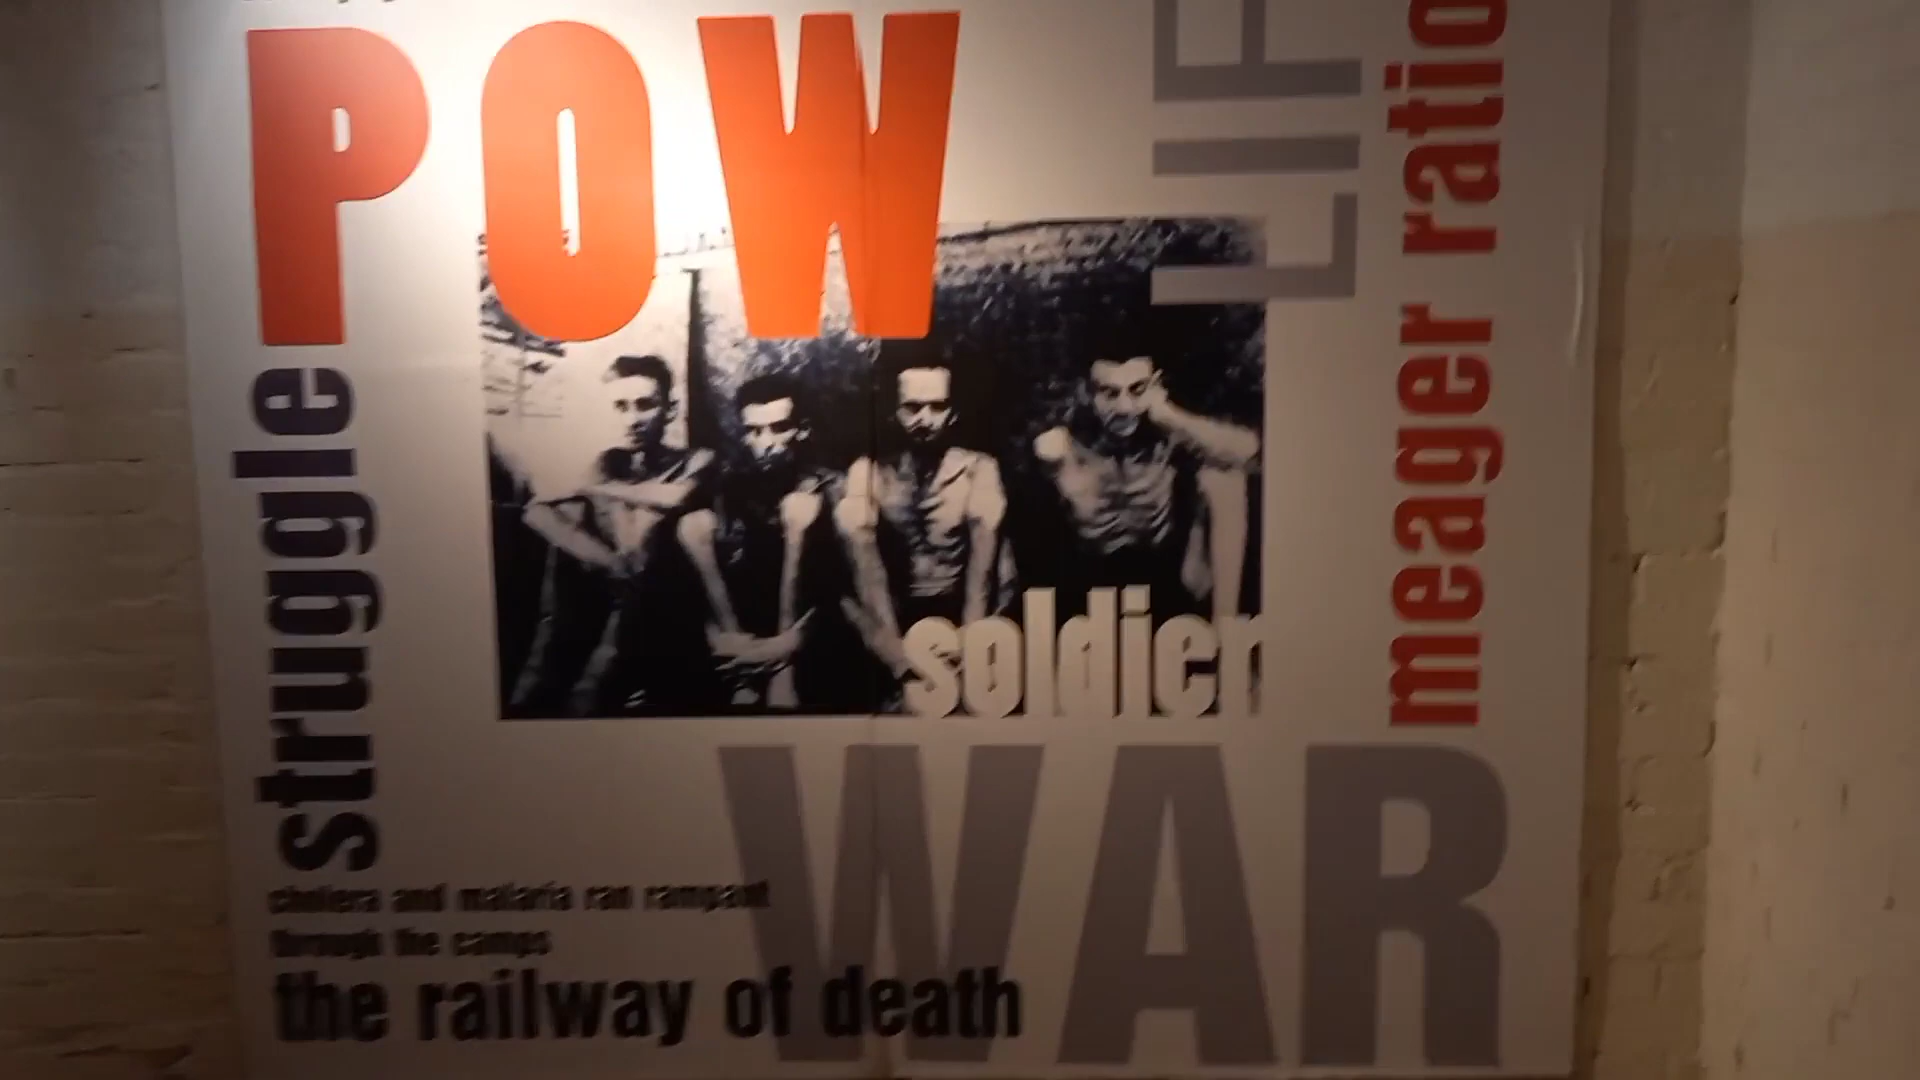 POW
LIF
meager ratio
struggle
soldier
WAR
cholera and malaria ran rampant
through the camps
the railway of death